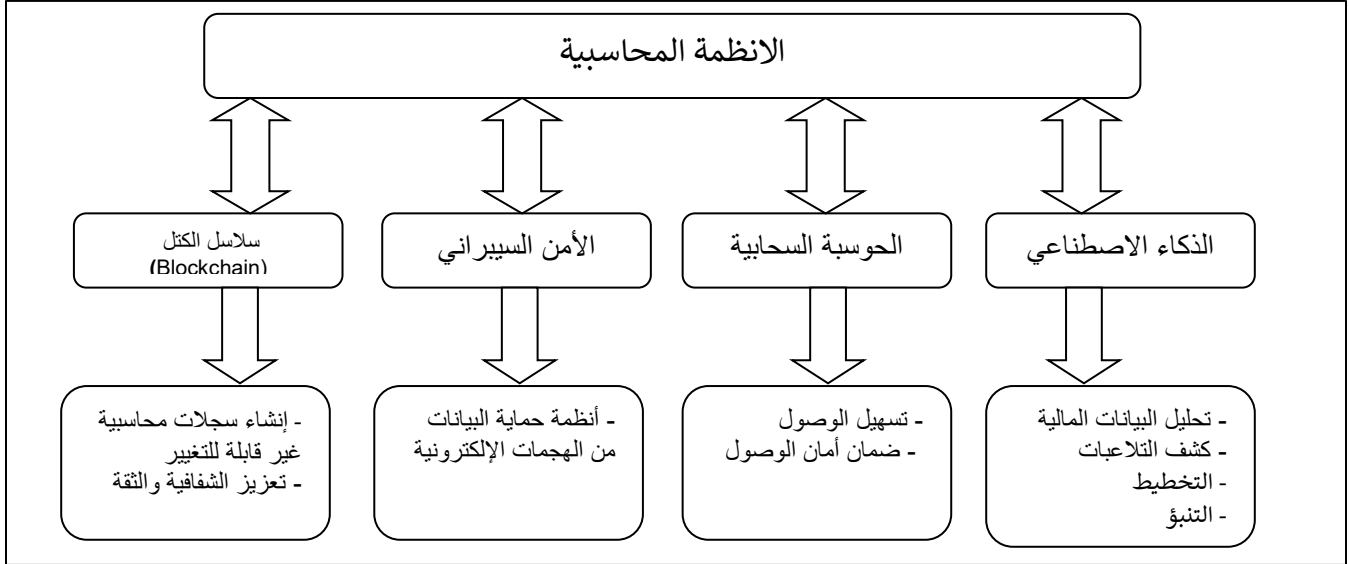 الانظمة المحاسبية
الذكاء الاصطناعي
الحوسبة السحابية
الأمن السيبراني
سلاسل الكتل
(Blockchain)
- تحليل البيانات المالية
- كشف التلاعبات
- التخطيط
- التنبؤ
- تسهيل الوصول
- ضمان أمان الوصول
- أنظمة حماية البيانات
من الهجمات الإلكترونية
- إنشاء سجلات محاسبية
غير قابلة للتغيير
- تعزيز الشفافية والثقة